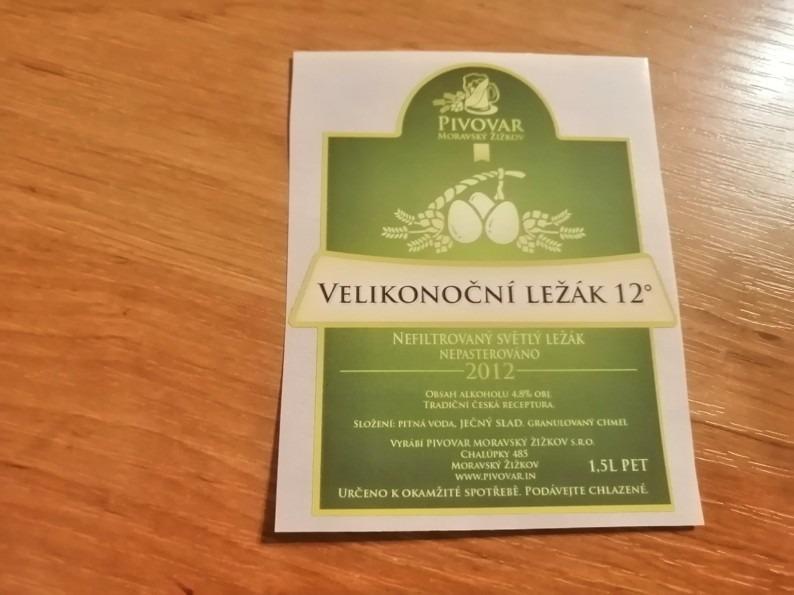 PIVOVAR
MORAVSKÝ ŽIŽKOV
VELIKONOČNÍ LEŽÁK 12°
NEFILTROVANÝ SVĚTLÝ LEŽÁK
NEPASTEROVÁNO
2012
OBSAH ALKOHOLU 4,8% OBJ.
TRADIČNÍ ČESKÁ RECEPTURA.
SLOŽENÍ: PITNÁ VODA, JEČNÝ SLAD, GRANULOVANÝ CHMEL
VYRÁBÍ PIVOVAR MORAVSKÝ ŽIŽKOV S.R.O.
CHALÚPKY 485
MORAVSKÝ ŽIŽKOV
WWW.PIVOVAR.IN
1,5L PET
URČENO K OKAMŽITÉ SPOTŘEBĚ. PODÁVEJTE CHLAZENÉ.